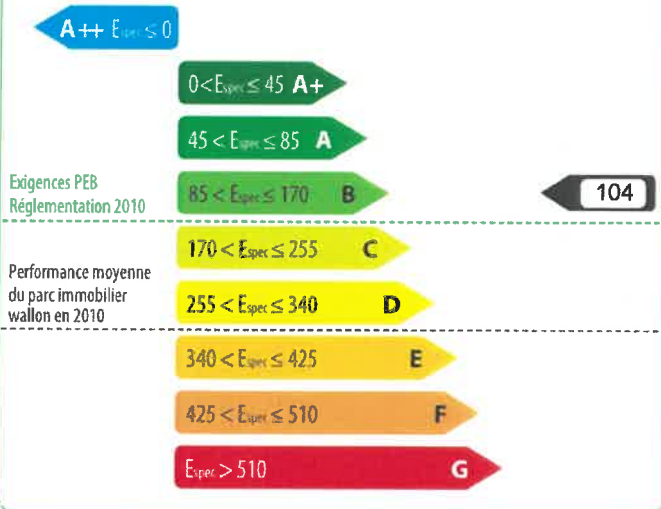 A++ Espec ≤ 0
0 < Espec ≤ 45 A+
45 < Espec ≤ 85 A
Exigences PEB
Réglementation 2010
85 < Espec ≤ 170 B
104
170 < Espec ≤ 255 C
Performance moyenne
du parc immobilier
wallon en 2010
255 < Espec ≤ 340 D
340 < Espec ≤ 425 E
425 < Espec ≤ 510 F
Espec > 510 G